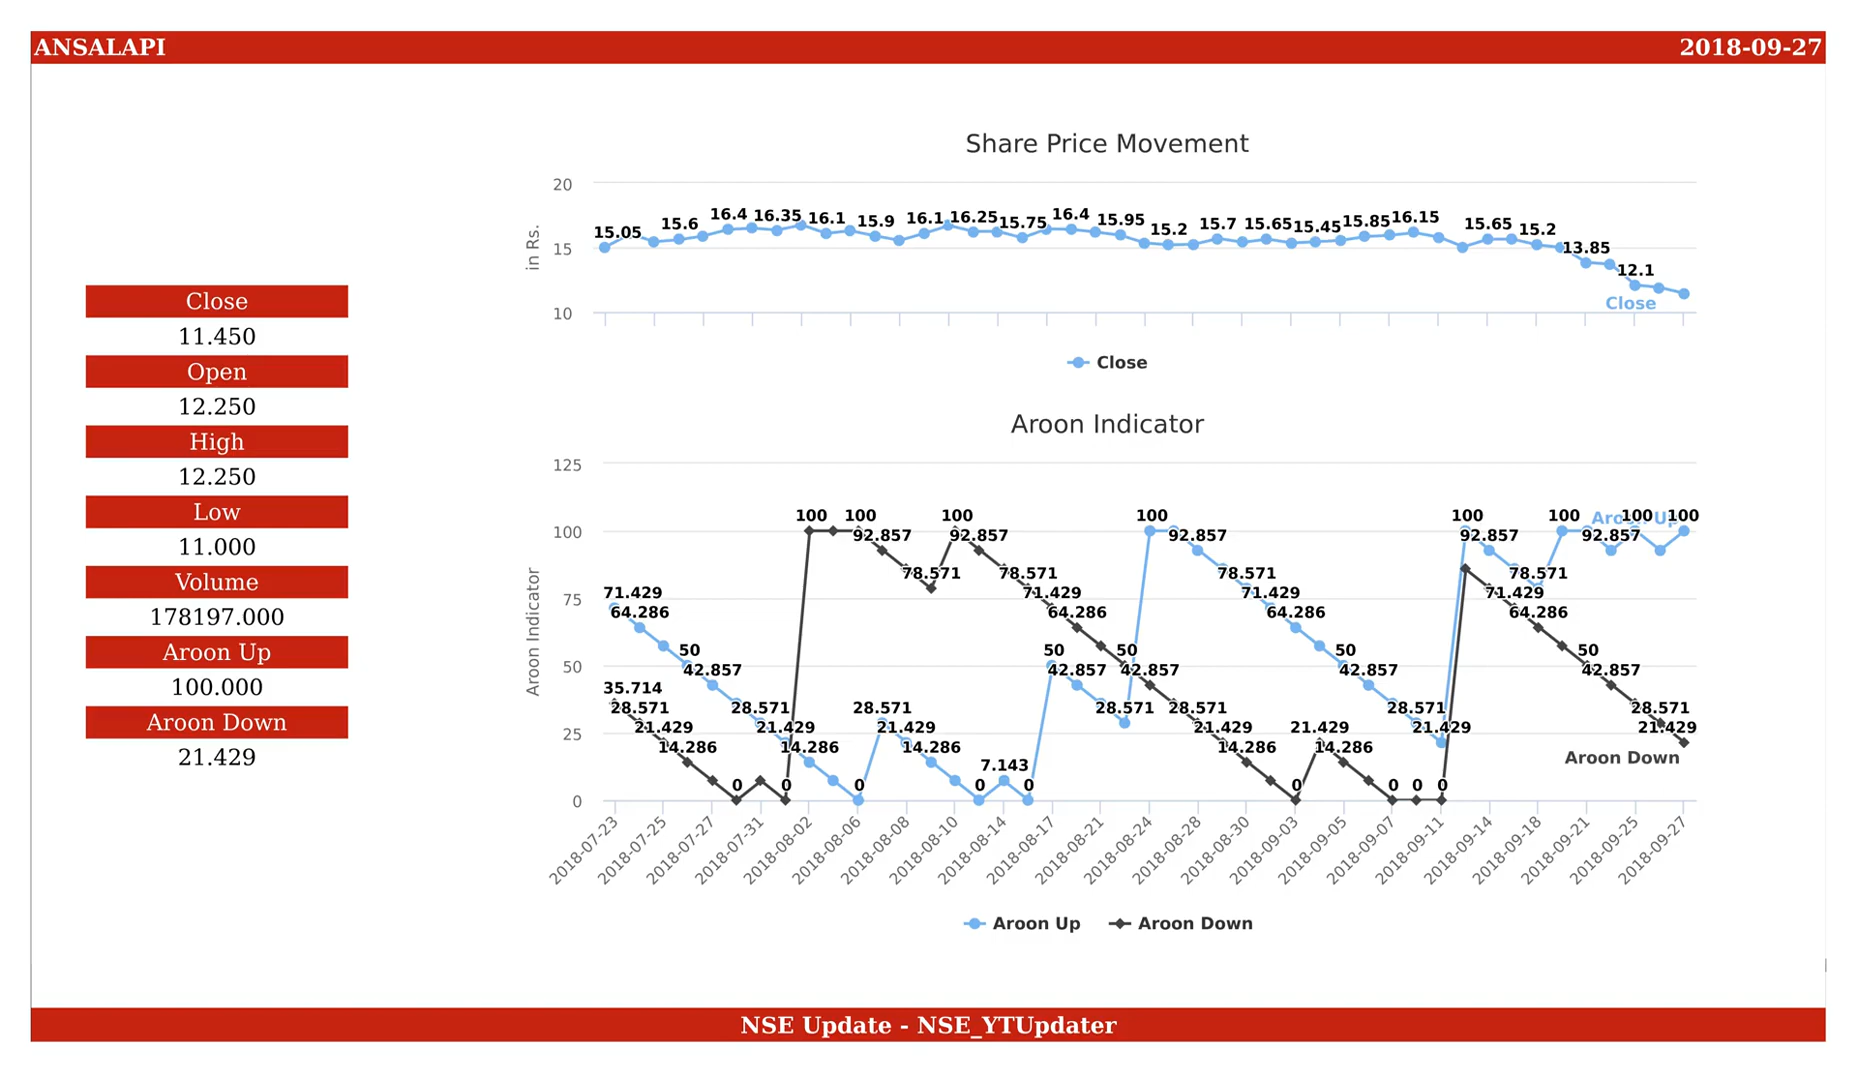 ANSALAPI 2018-09-27
Close
11.450
Open
12.250
High
12.250
Low
11.000
Volume
178197.000
Aroon Up
100.000
Aroon Down
21.429
Share Price Movement
in Rs.
20
15
10
15.05 15.6 16.4 16.35 16.1 15.9 16.1 16.25 15.75 16.4 15.95 15.2 15.7 15.65 15.45 15.85 16.15 15.65 15.2 13.85 12.1
Close
Close
Aroon Indicator
Aroon Indicator
125
100
75
50
25
0
100 100 100 100 100 100 100 100
Aroon Up
92.857 92.857 92.857 92.857 92.857
78.571 78.571 78.571 78.571
71.429 71.429 71.429 71.429
64.286 64.286 64.286 64.286
50 50 50 50 50
42.857 42.857 42.857 42.857 42.857
35.714
28.571 28.571 28.571 28.571 28.571 28.571 28.571
21.429 21.429 21.429 21.429 21.429 21.429 21.429
14.286 14.286 14.286 14.286 14.286
7.143
Aroon Down
0 0 0 0 0 0 0 0 0
2018-07-23 2018-07-25 2018-07-27 2018-07-31 2018-08-02 2018-08-06 2018-08-08 2018-08-10 2018-08-14 2018-08-17 2018-08-21 2018-08-24 2018-08-28 2018-08-30 2018-09-03 2018-09-05 2018-09-07 2018-09-11 2018-09-14 2018-09-18 2018-09-21 2018-09-25 2018-09-27
Aroon Up Aroon Down
NSE Update - NSE_YTUpdater